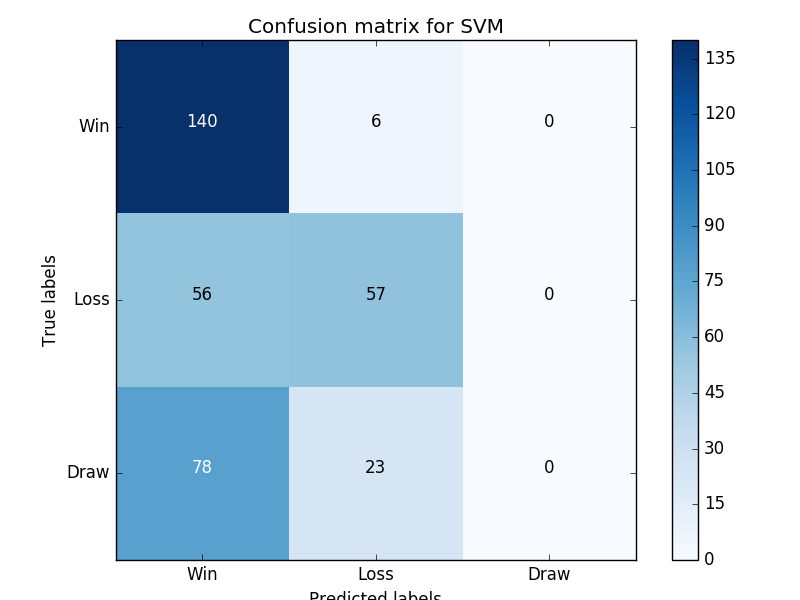 Confusion matrix for SVM
135
120
105
90
75
60
45
30
15
0
True labels
Win 140 6 0
Loss 56 57 0
Draw 78 23 0
Win Loss Draw
Predicted labels